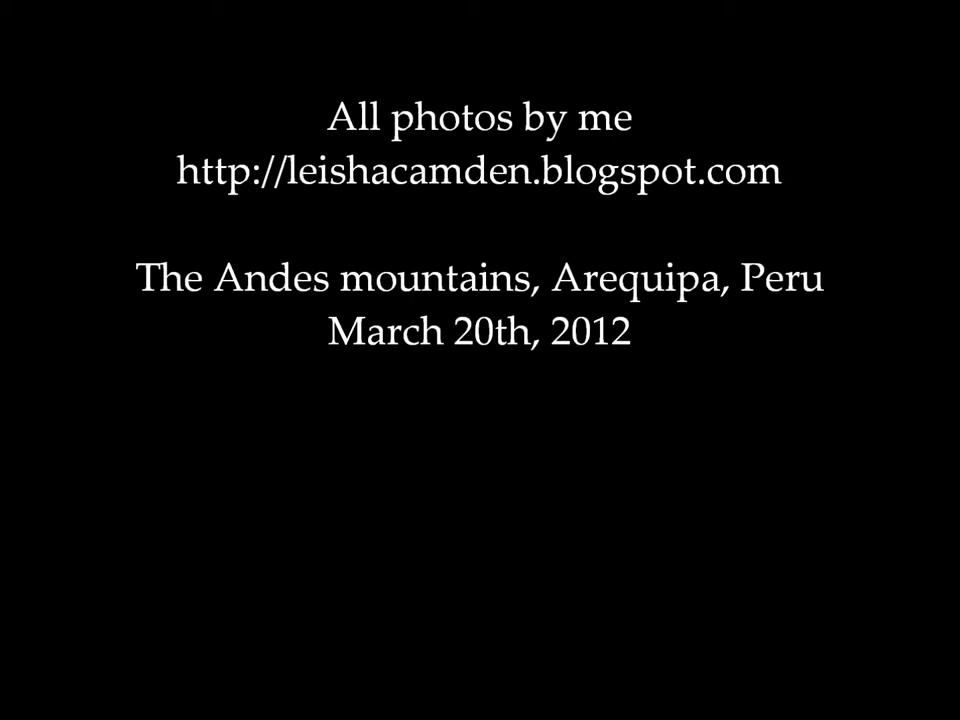 All photos by me
http://leishacamden.blogspot.com
The Andes mountains, Arequipa, Peru
March 20th, 2012